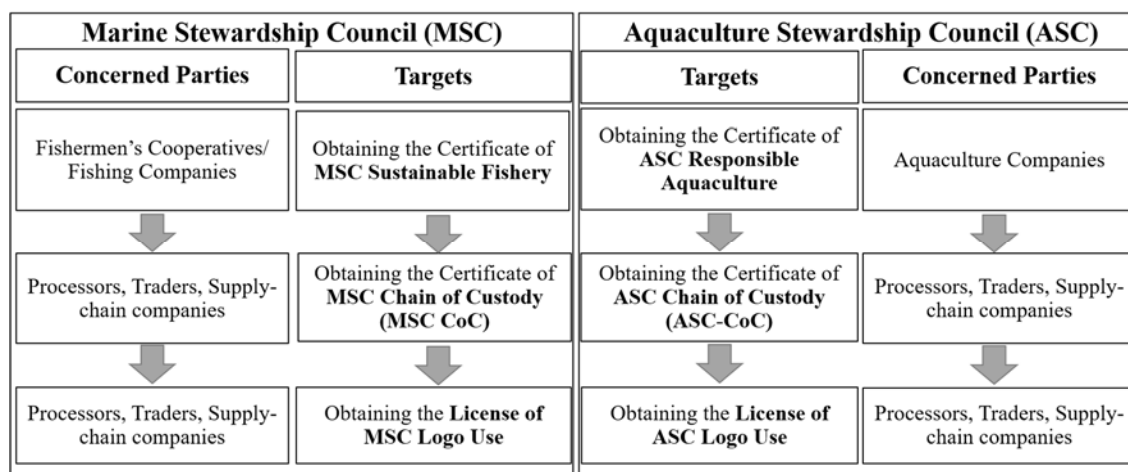 Marine Stewardship Council (MSC)
Concerned Parties
Targets
Fishermen's Cooperatives/
Fishing Companies
Obtaining the Certificate of
MSC Sustainable Fishery
Processors, Traders, Supply-
chain companies
Obtaining the Certificate of
MSC Chain of Custody
(MSC CoC)
Processors, Traders, Supply-
chain companies
Obtaining the License of
MSC Logo Use
Aquaculture Stewardship Council (ASC)
Targets
Concerned Parties
Obtaining the Certificate of
ASC Responsible
Aquaculture
Aquaculture Companies
Obtaining the Certificate of
ASC Chain of Custody
(ASC-CoC)
Processors, Traders, Supply-
chain companies
Obtaining the License of
ASC Logo Use
Processors, Traders, Supply-
chain companies